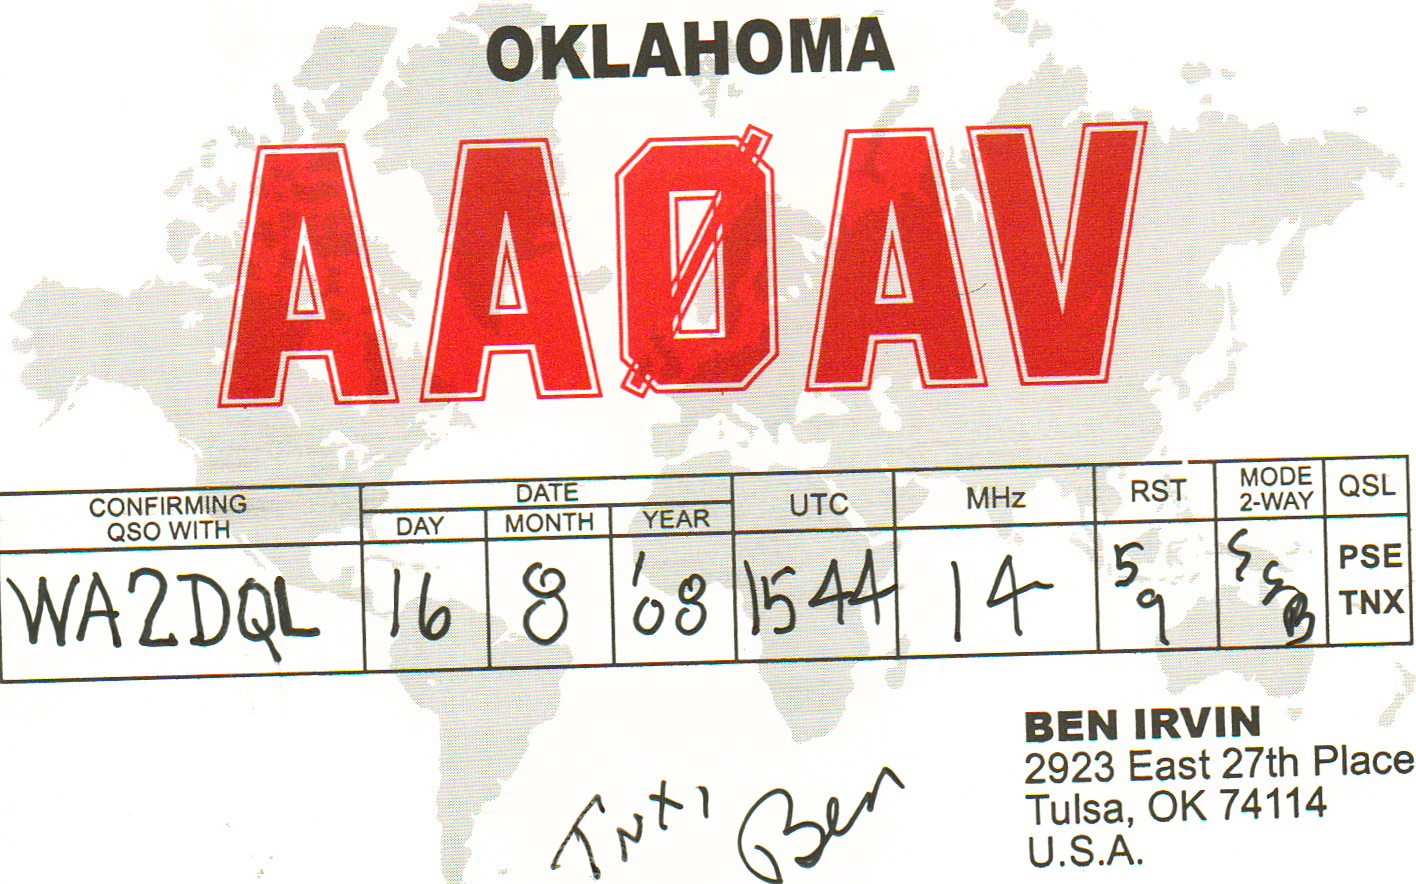 OKLAHOMA
AAØAV
CONFIRMING QSO WITH DATE UTC MHz RST MODE 2-WAY QSL
DAY MONTH YEAR
WA2DQL 16 8 '08 1544 14 59 SSB PSE TNX
BEN IRVIN
2923 East 27th Place
Tulsa, OK 74114
U.S.A.
TNX, Ben